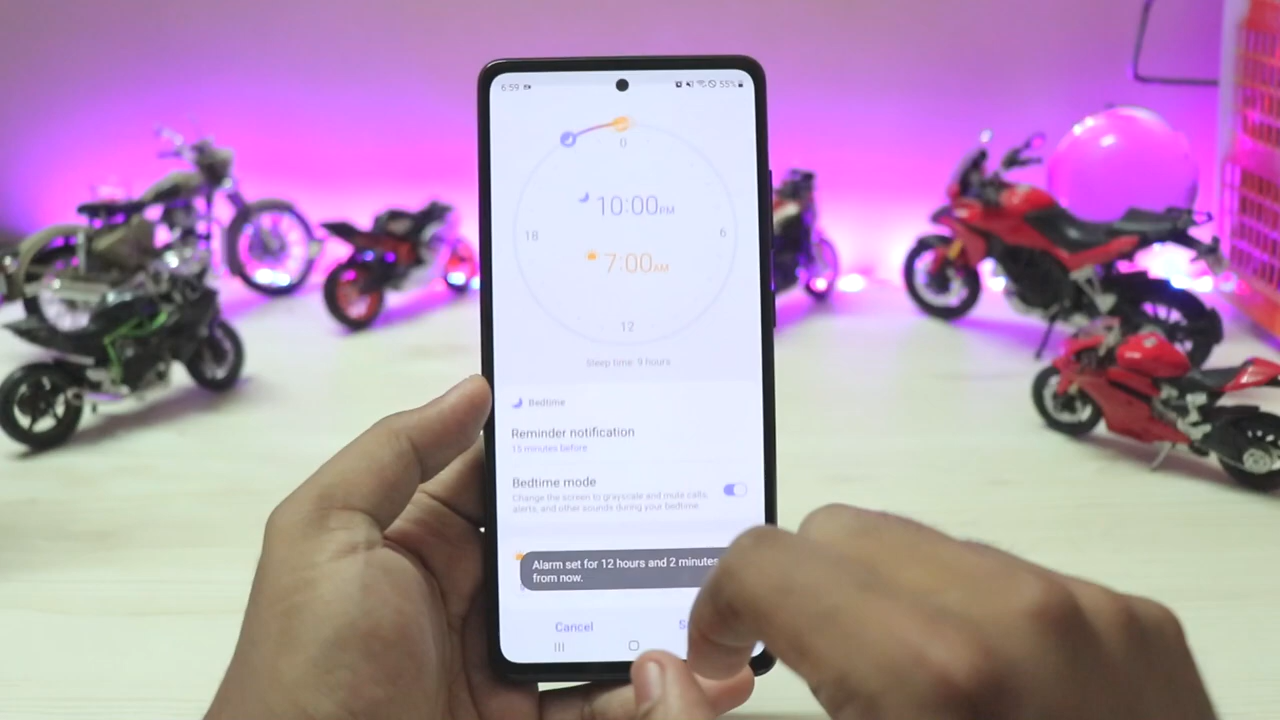 6:59
55%
0
10:00PM
18
6
7:00AM
12
Sleep time: 9 hours
Bedtime
Reminder notification
15 minutes before
Bedtime mode
Change the screen to grayscale and mute calls,
alerts, and other sounds during your bedtime.
Alarm set for 12 hours and 2 minutes
from now.
Cancel